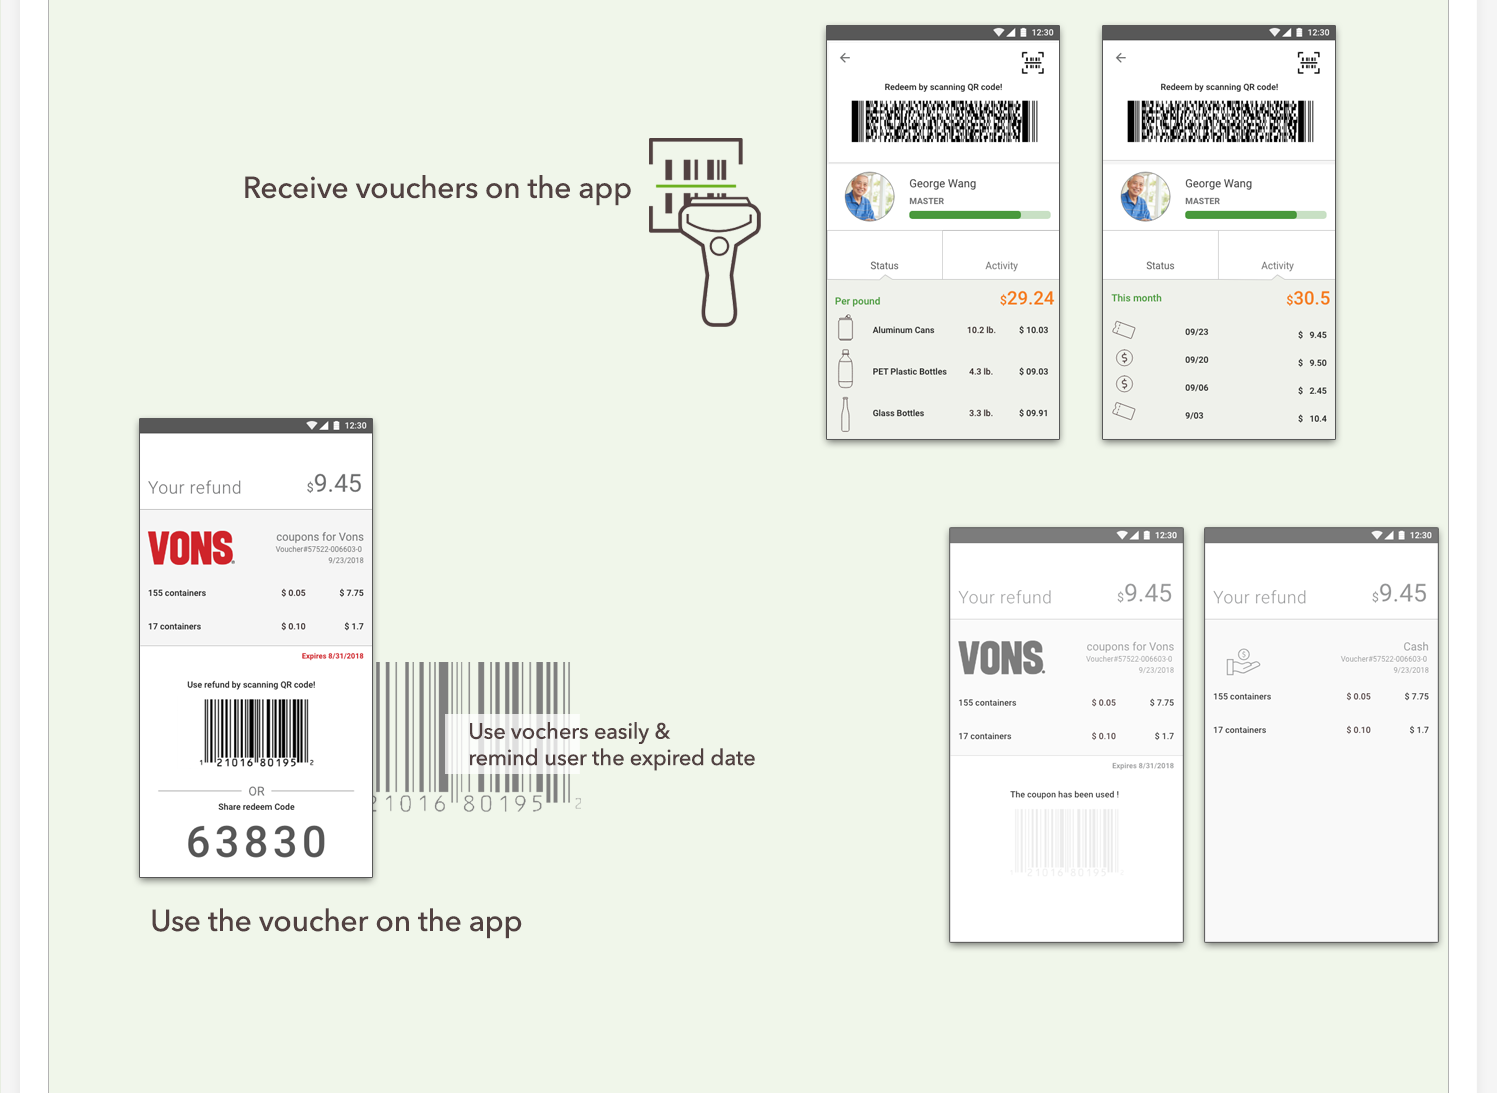 Receive vouchers on the app
12:30
Redeem by scanning QR code!
George Wang
MASTER
Status Activity
Per pound $29.24
Aluminum Cans 10.2 lb. $ 10.03
PET Plastic Bottles 4.3 lb. $ 09.03
Glass Bottles 3.3 lb. $ 09.91
12:30
Redeem by scanning QR code!
George Wang
MASTER
Status Activity
This month $30.5
09/23 $ 9.45
09/20 $ 9.50
09/06 $ 2.45
9/03 $ 10.4
12:30
Your refund $9.45
VONS.
coupons for Vons
Voucher#57522-006603-0
9/23/2018
155 containers $ 0.05 $ 7.75
17 containers $ 0.10 $ 1.7
Expires 8/31/2018
Use refund by scanning QR code!
1 21016 80195 2
OR
Share redeem Code
63830
Use vochers easily &
remind user the expired date
21016 80195 2
Use the voucher on the app
12:30
Your refund $9.45
VONS.
coupons for Vons
Voucher#57522-006603-0
9/23/2018
155 containers $ 0.05 $ 7.75
17 containers $ 0.10 $ 1.7
Expires 8/31/2018
The coupon has been used !
1 21016 80195 2
12:30
Your refund $9.45
Cash
Voucher#57522-006603-0
9/23/2018
155 containers $ 0.05 $ 7.75
17 containers $ 0.10 $ 1.7